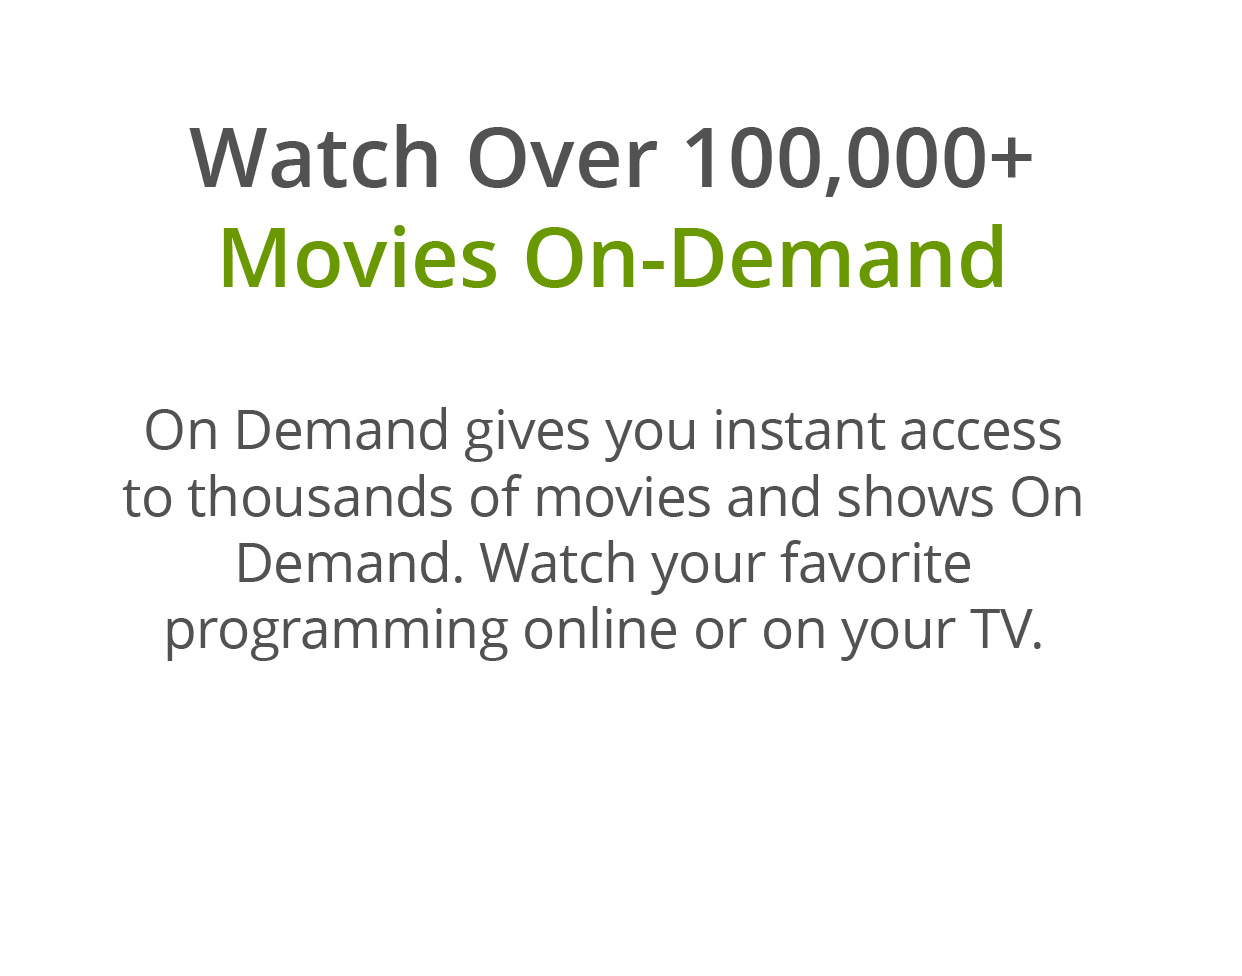 Watch Over 100,000+
Movies On-Demand
On Demand gives you instant access
to thousands of movies and shows On
Demand. Watch your favorite
programming online or on your TV.